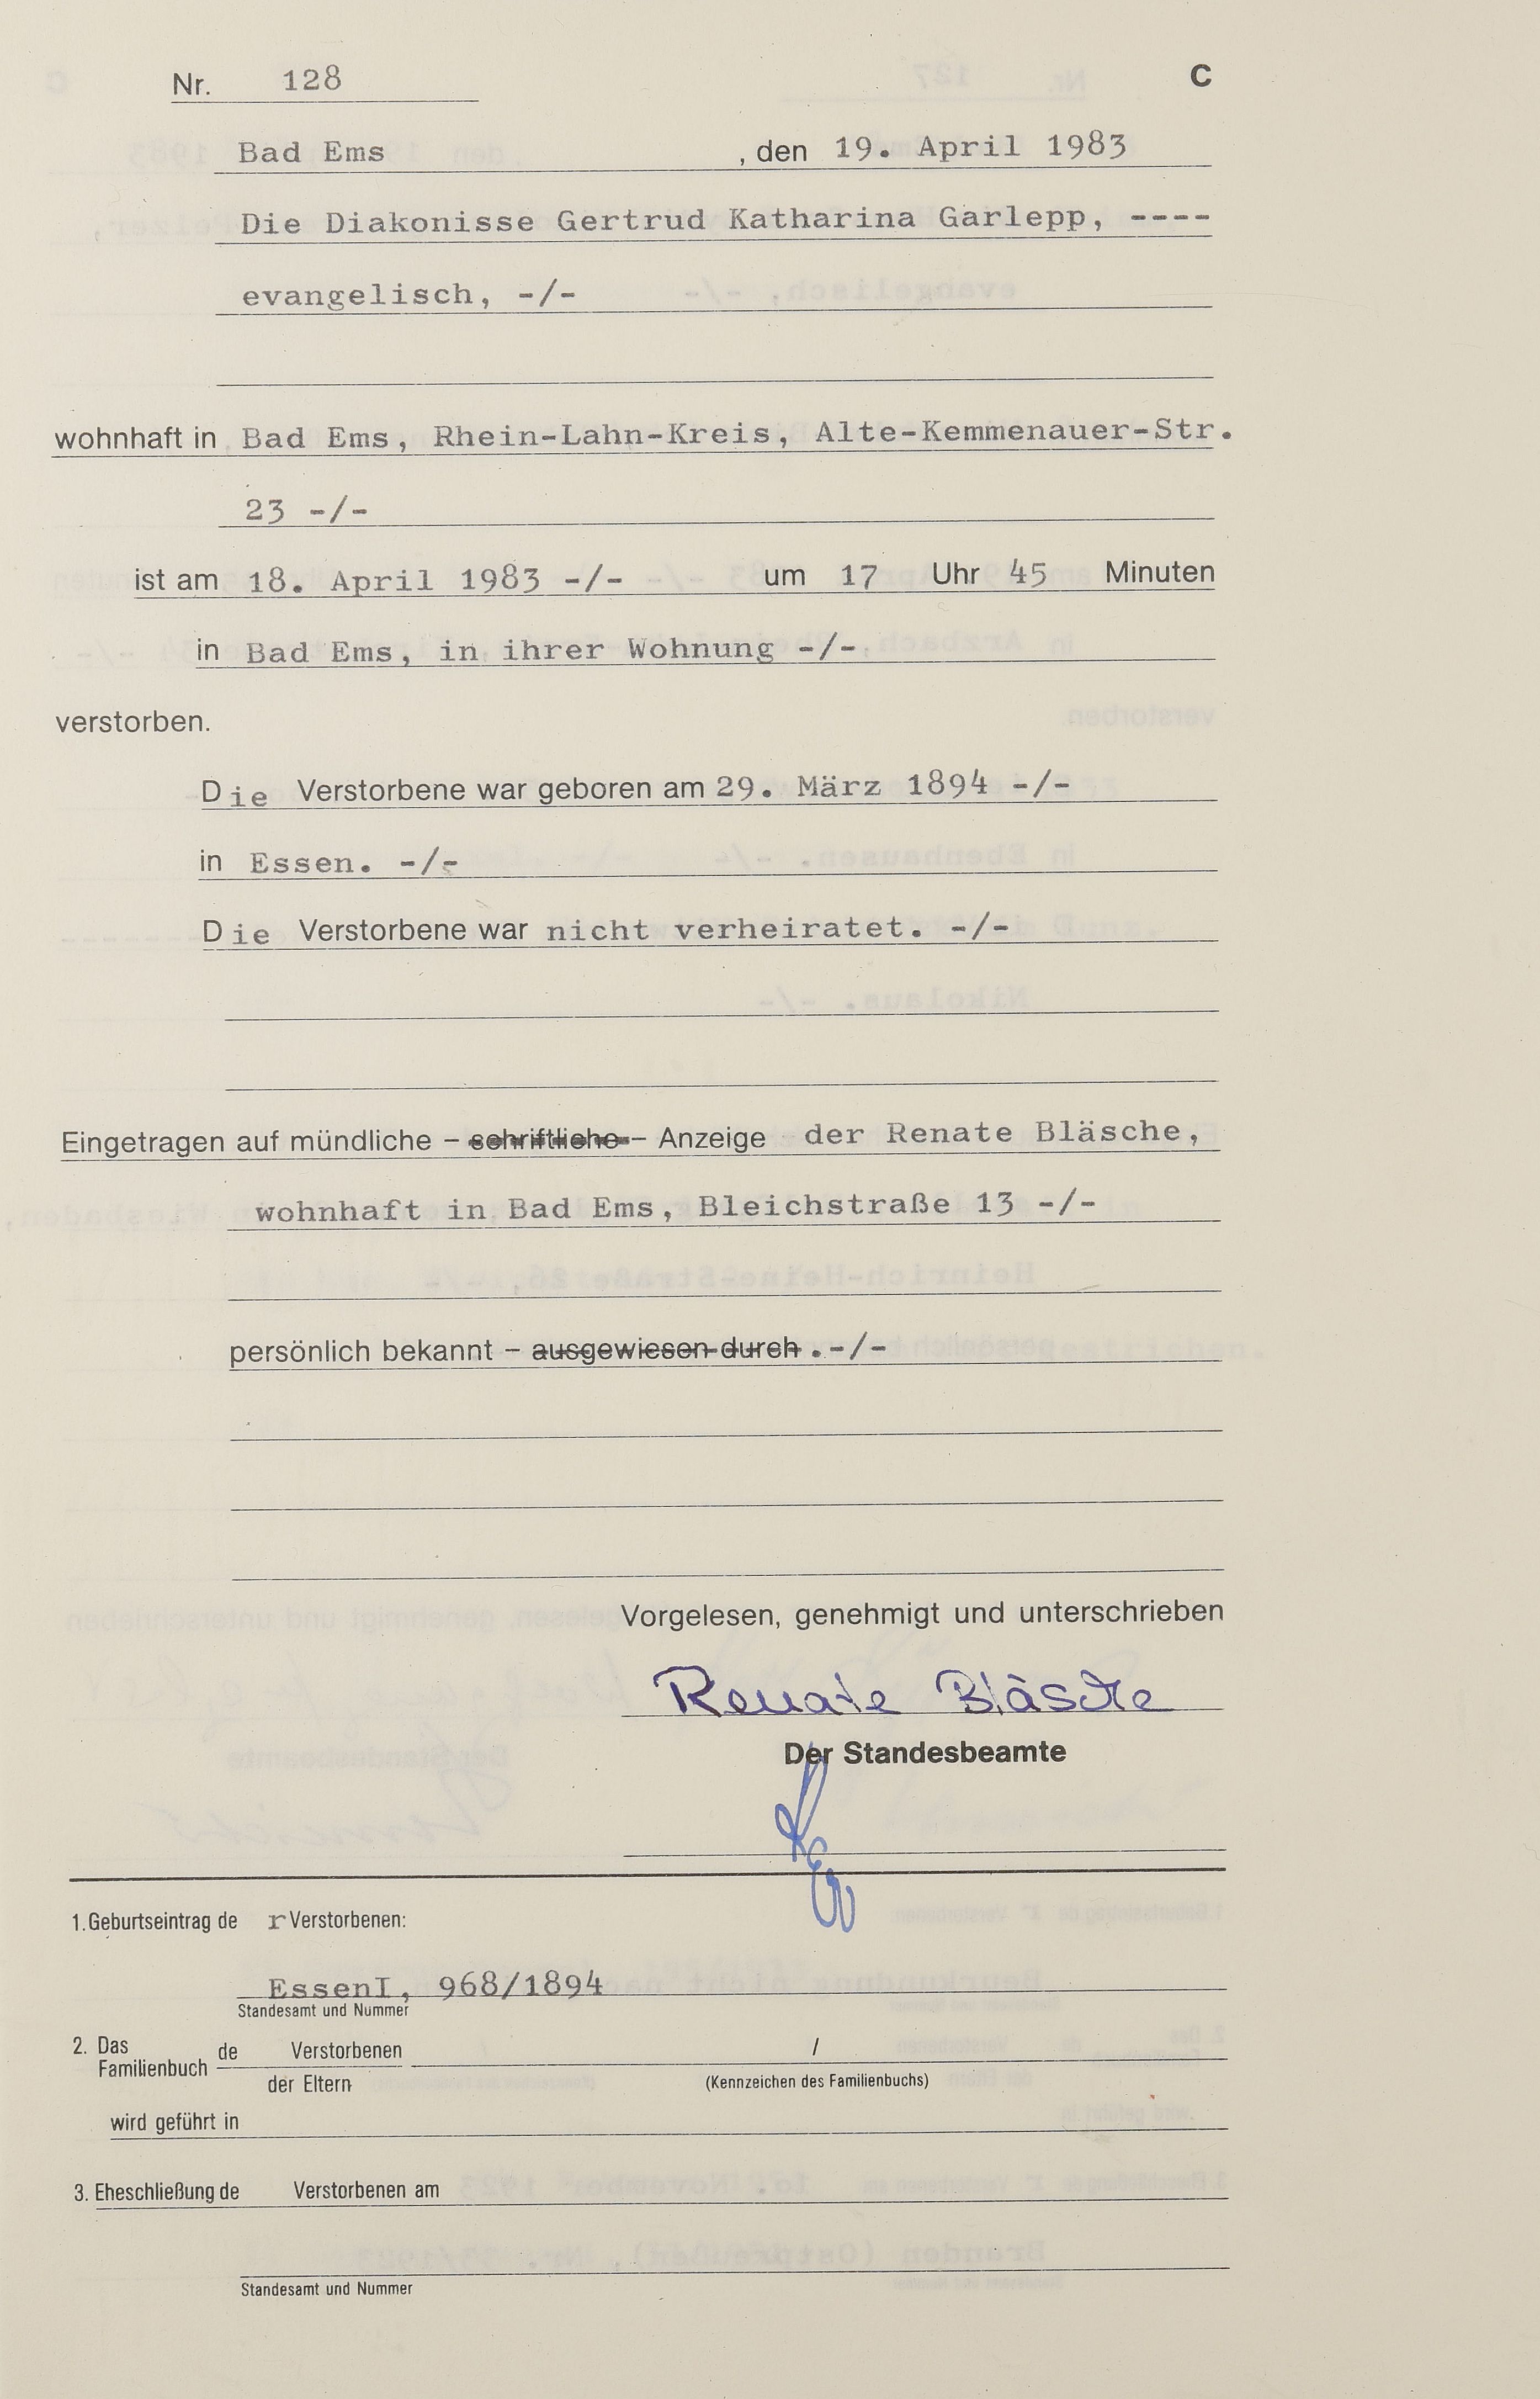 Nr. 128 C
Bad Ems , den 19. April 1983
Die Diakonisse Gertrud Katharina Garlepp, ----
evangelisch, -/-
wohnhaft in Bad Ems, Rhein-Lahn-Kreis, Alte-Kemmenauer-Str.
23 -/-
ist am 18. April 1983 -/- um 17 Uhr 45 Minuten
in Bad Ems, in ihrer Wohnung -/-
verstorben.
Die Verstorbene war geboren am 29. März 1894 -/-
in Essen. -/-
Die Verstorbene war nicht verheiratet. -/-
Eingetragen auf mündliche – schriftliche – Anzeige der Renate Bläsche,
wohnhaft in Bad Ems, Bleichstraße 13 -/-
persönlich bekannt – ausgewiesen durch . -/-
Vorgelesen, genehmigt und unterschrieben
Renate Bläsche
Der Standesbeamte
1. Geburtseintrag de r Verstorbenen:
EssenI, 968/1894
Standesamt und Nummer
2. Das Familienbuch de Verstorbenen /
der Eltern (Kennzeichen des Familienbuchs)
wird geführt in
3. Eheschließung de Verstorbenen am
Standesamt und Nummer